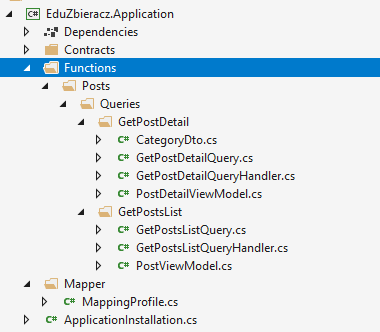 C# EduZbieracz.Application
Dependencies
Contracts
Functions
Posts
Queries
GetPostDetail
C# CategoryDto.cs
C# GetPostDetailQuery.cs
C# GetPostDetailQueryHandler.cs
C# PostDetailViewModel.cs
GetPostsList
C# GetPostsListQuery.cs
C# GetPostsListQueryHandler.cs
C# PostViewModel.cs
Mapper
C# MappingProfile.cs
C# ApplicationInstallation.cs